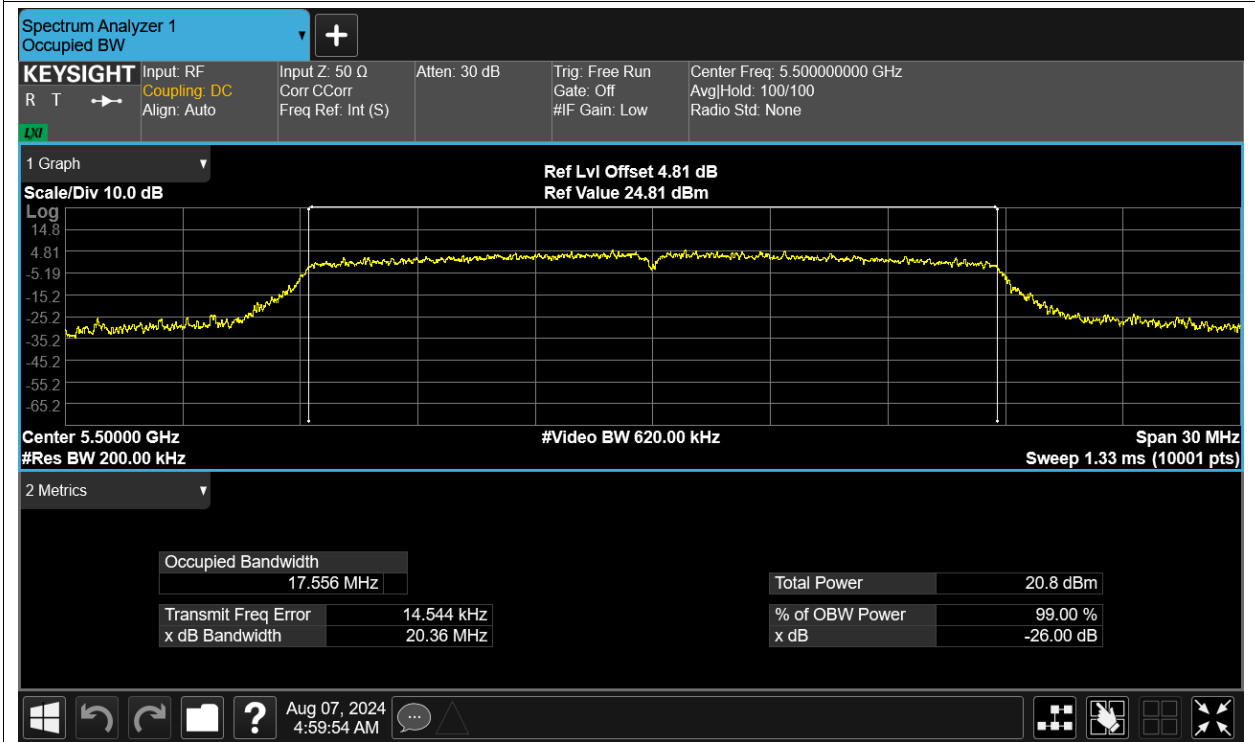 Spectrum Analyzer 1
Occupied BW
+
KEYSIGHT
R T
LXI
Input: RF
Coupling: DC
Align: Auto
Input Z: 50 Ω
Corr CCorr
Freq Ref: Int (S)
Atten: 30 dB
Trig: Free Run
Gate: Off
#IF Gain: Low
Center Freq: 5.500000000 GHz
Avg|Hold: 100/100
Radio Std: None
1 Graph
Scale/Div 10.0 dB
Ref Lvl Offset 4.81 dB
Ref Value 24.81 dBm
Log
14.8
4.81
-5.19
-15.2
-25.2
-35.2
-45.2
-55.2
-65.2
Center 5.50000 GHz
#Res BW 200.00 kHz
#Video BW 620.00 kHz
Span 30 MHz
Sweep 1.33 ms (10001 pts)
2 Metrics
Occupied Bandwidth
17.556 MHz
Transmit Freq Error 14.544 kHz
x dB Bandwidth 20.36 MHz
Total Power 20.8 dBm
% of OBW Power 99.00 %
x dB -26.00 dB
?
Aug 07, 2024
4:59:54 AM